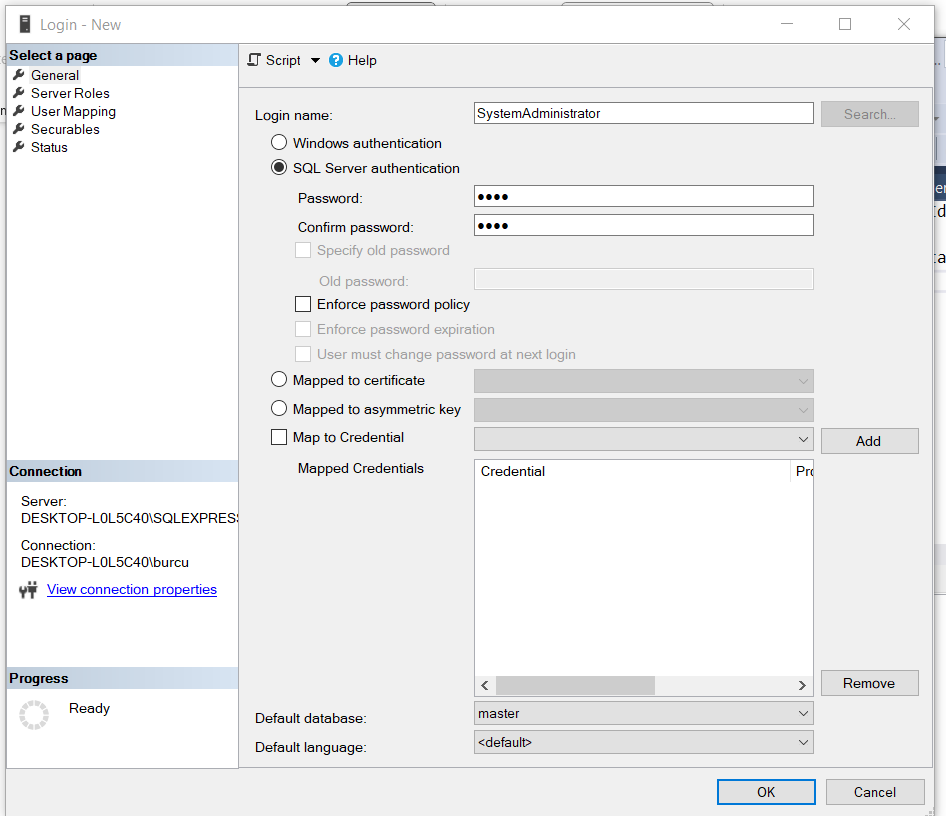 Login - New
Select a page
General
Server Roles
User Mapping
Securables
Status
Script
Help
Login name:
SystemAdministrator
Search...
Windows authentication
SQL Server authentication
Password:
●●●●
Confirm password:
●●●●
Specify old password
Old password:
Enforce password policy
Enforce password expiration
User must change password at next login
Mapped to certificate
Mapped to asymmetric key
Map to Credential
Add
Mapped Credentials
Credential
Remove
Default database:
master
Default language:
<default>
Connection
Server:
DESKTOP-L0L5C40\SQLEXPRES
Connection:
DESKTOP-L0L5C40\burcu
View connection properties
Progress
Ready
OK
Cancel